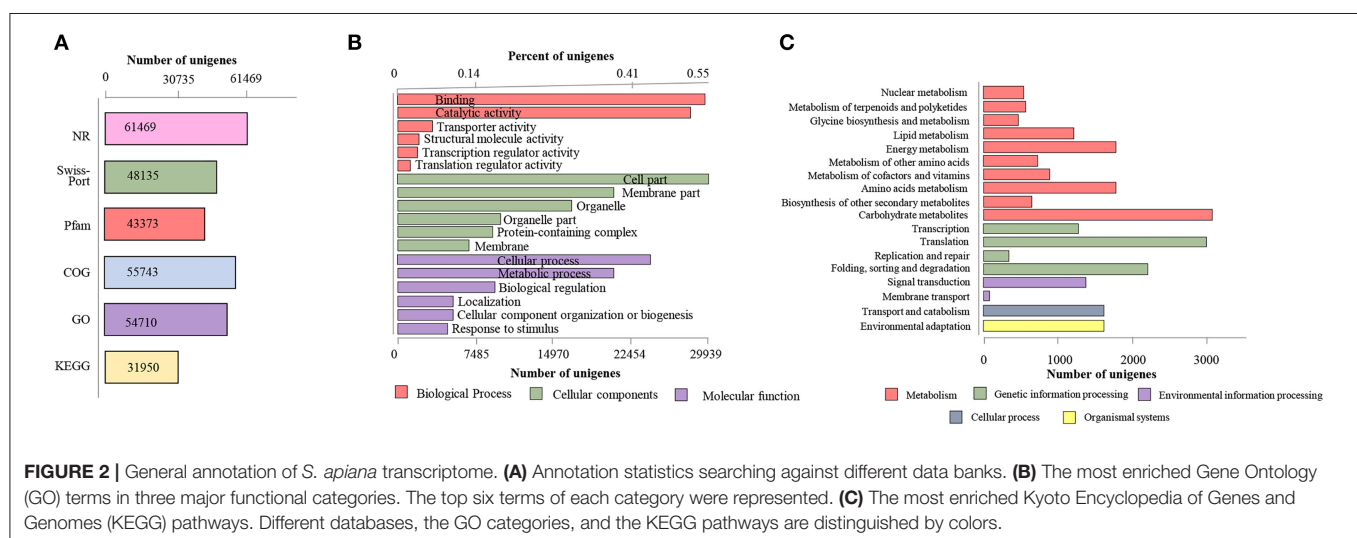 A
Number of unigenes
0 30735 61469
NR 61469
Swiss-
Port 48135
Pfam 43373
COG 55743
GO 54710
KEGG 31950
B
Percent of unigenes
0 0.14 0.41 0.55
Binding
Catalytic activity
Transporter activity
Structural molecule activity
Transcription regulator activity
Translation regulator activity
Cell part
Membrane part
Organelle
Organelle part
Protein-containing complex
Membrane
Cellular process
Metabolic process
Biological regulation
Localization
Cellular component organization or biogenesis
Response to stimulus
0 7485 14970 22454 29939
Number of unigenes
Biological Process Cellular components Molecular function
C
Nuclear metabolism
Metabolism of terpenoids and polyketides
Glycine biosynthesis and metabolism
Lipid metabolism
Energy metabolism
Metabolism of other amino acids
Metabolism of cofactors and vitamins
Amino acids metabolism
Biosynthesis of other secondary metabolites
Carbohydrate metabolites
Transcription
Translation
Replication and repair
Folding, sorting and degradation
Signal transduction
Membrane transport
Transport and catabolism
Environmental adaptation
0 1000 2000 3000
Number of unigenes
Metabolism Genetic information processing Environmental information processing
Cellular process Organismal systems
FIGURE 2 | General annotation of S. apiana transcriptome. (A) Annotation statistics searching against different data banks. (B) The most enriched Gene Ontology
(GO) terms in three major functional categories. The top six terms of each category were represented. (C) The most enriched Kyoto Encyclopedia of Genes and
Genomes (KEGG) pathways. Different databases, the GO categories, and the KEGG pathways are distinguished by colors.